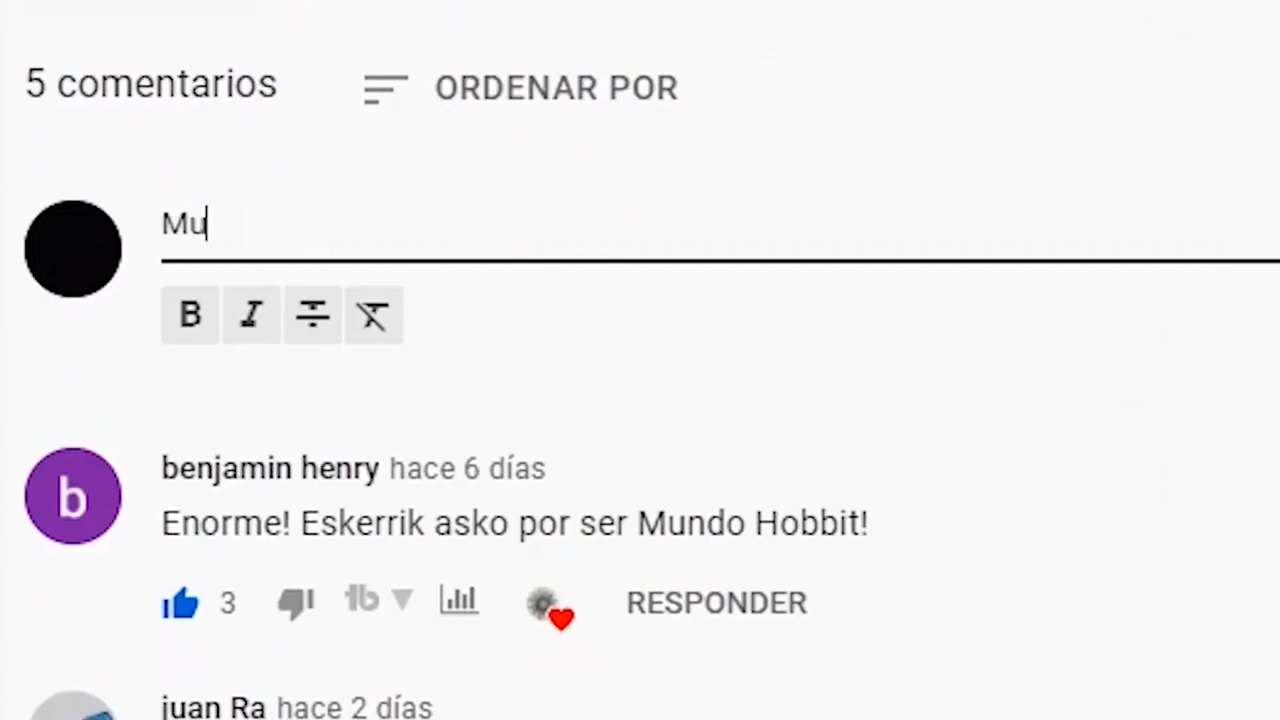 5 comentarios
ORDENAR POR
Mu
B I T T
benjamin henry hace 6 días
b
Enorme! Eskerrik asko por ser Mundo Hobbit!
3 tb RESPONDER
juan Ra hace 2 días